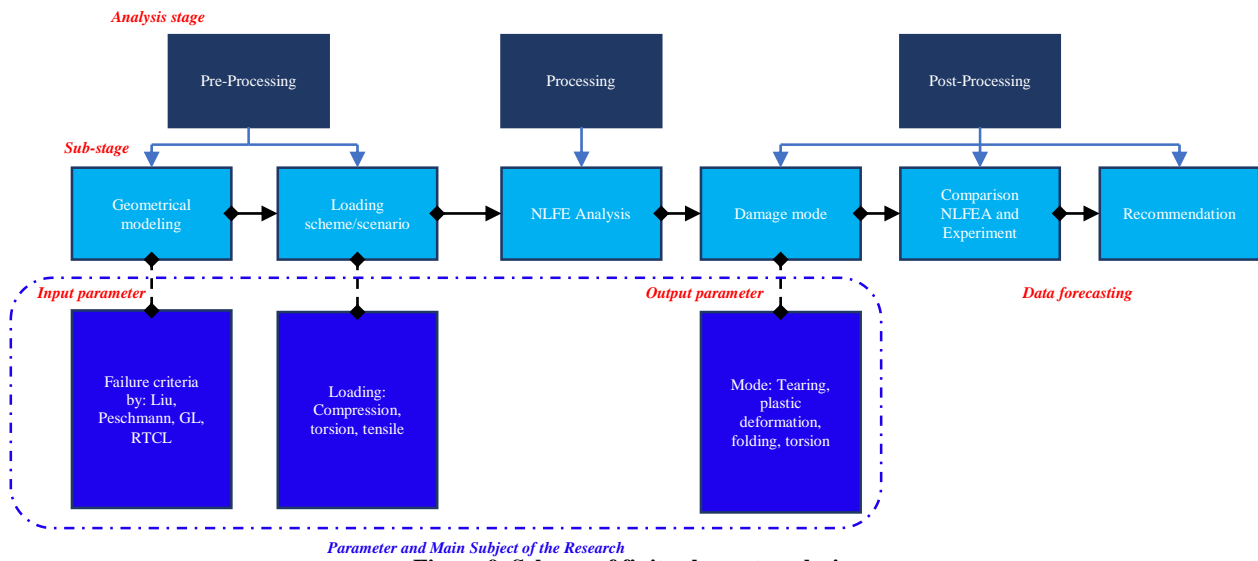 Analysis stage
Pre-Processing
Processing
Post-Processing
Sub-stage
Geometrical
modeling
Loading
scheme/scenario
NLFE Analysis
Damage mode
Comparison
NLFEA and
Experiment
Recommendation
Input parameter
Output parameter
Data forecasting
Failure criteria
by: Liu,
Peschmann, GL,
RTCL
Loading:
Compression,
torsion, tensile
Mode: Tearing,
plastic
deformation,
folding, torsion
Parameter and Main Subject of the Research